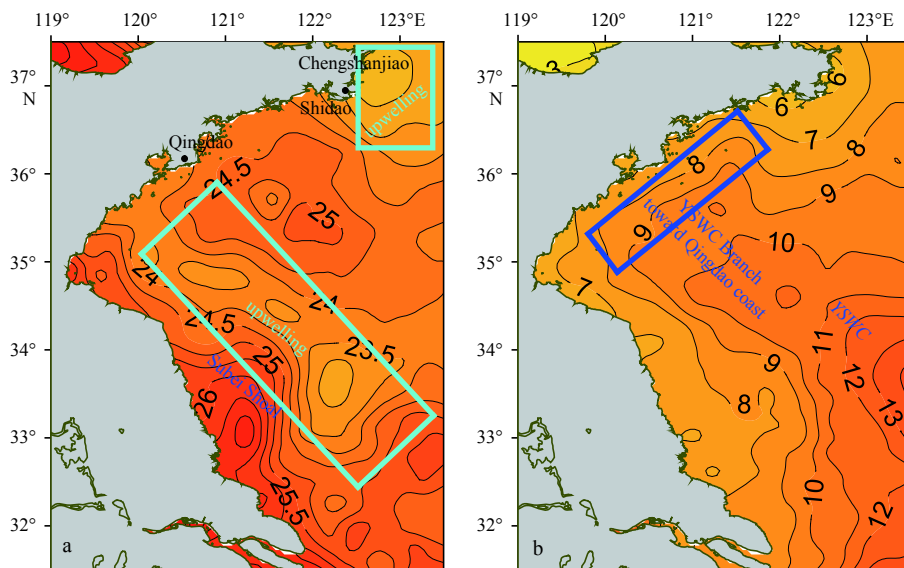 119° 120° 121° 122° 123°E
119° 120° 121° 122° 123°E
37°
N
36°
35°
34°
33°
32°
Chengshanjiao
Shidao
upwelling
Qingdao
24.5
25
24
24
upwelling
24.5
23.5
25
Subei Shoal
26
25.5
a
37°
N
36°
35°
34°
33°
32°
3
6
6
7
8
8
9
9
YSWC Branch
toward Qingdao coast
10
7
YSWC
11
9
12
8
13
10
12
b